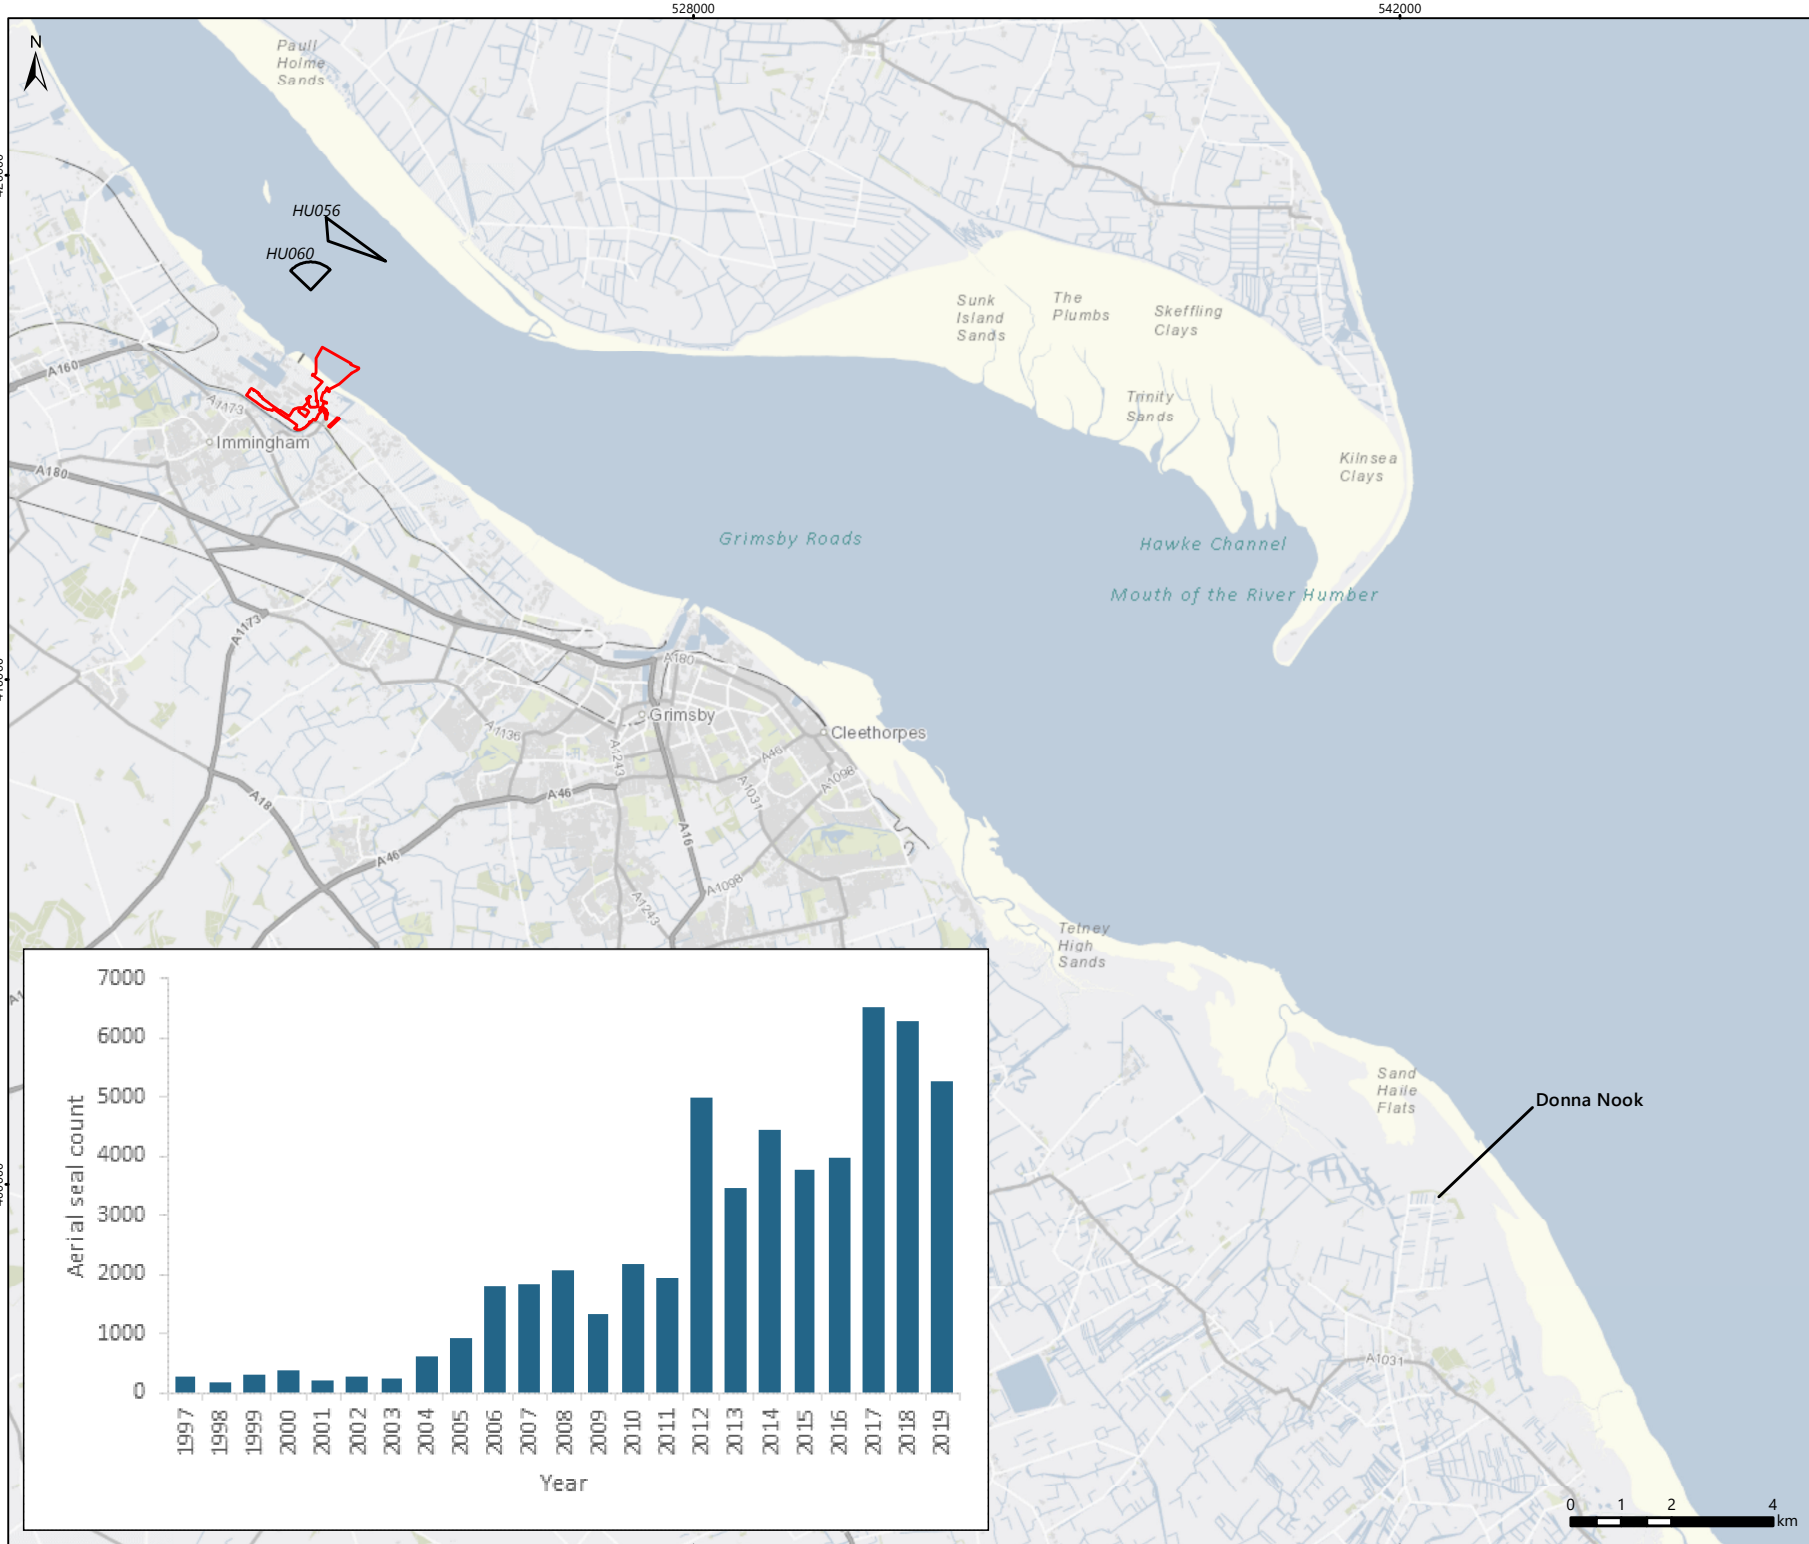 528000
542000
N
Paull
Holme
Sands
HU056
HU060
Sunk
Island
Sands
The
Plumbs
Skeffling
Clays
A160
Trinity
Sands
A1173
Immingham
Kilnsea
Clays
A180
Grimsby Roads
Hawke Channel
Mouth of the River Humber
A1173
A180
Grimsby
Cleethorpes
A1136
A1243
A46
A1098
A1031
A46
A18
A16
A46
A1098
A1243
Tetney
High
Sands
Sand
Haile
Flats
Donna Nook
A1031
7000
6000
5000
4000
3000
2000
1000
0
Aerial seal count
1997
1998
1999
2000
2001
2002
2003
2004
2005
2006
2007
2008
2009
2010
2011
2012
2013
2014
2015
2016
2017
2018
2019
Year
0 1 2 4
km